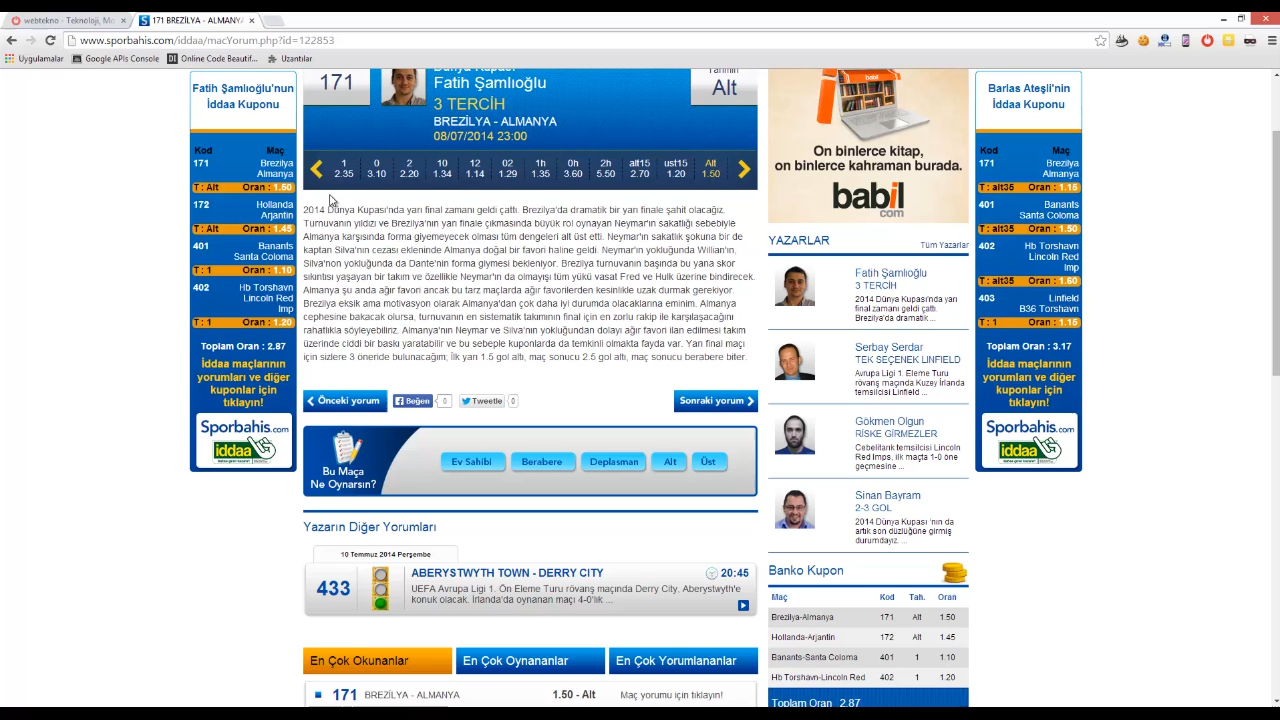 webtekno - Teknoloji, Mo
171 BREZİLYA - ALMANYA
www.sporbahis.com/iddaa/macYorum.php?id=122853
Uygulamalar
Google APIs Console
Online Code Beautif...
Uzantılar
Fatih Şamlıoğlu'nun
İddaa Kuponu
Kod Maç
171 Brezilya
Almanya
T : Alt Oran : 1.50
172 Hollanda
Arjantin
T : Alt Oran : 1.45
401 Banants
Santa Coloma
T : 1 Oran : 1.10
402 Hb Torshavn
Lincoln Red
Imp
T : 1 Oran : 1.20
Toplam Oran : 2.87
İddaa maçlarının
yorumları ve diğer
kuponlar için
tıklayın!
Sporbahis.com
iddaa
171
Fatih Şamlıoğlu
3 TERCİH
BREZİLYA - ALMANYA
08/07/2014 23:00
Tahmin
Alt
1 0 2 10 12 02 1h 0h 2h alt15 ust15 Alt
2.35 3.10 2.20 1.34 1.14 1.29 1.35 3.60 5.50 2.70 1.20 1.50
2014 Dünya Kupası'nda yarı final zamanı geldi çattı. Brezilya'da dramatik bir yarı finale şahit olacağız.
Turnuvanın yıldızı ve Brezilya'nın yarı finale çıkmasında büyük rol oynayan Neymar'ın sakatlığı sebebiyle
Almanya karşısında forma giyemeyecek olması tüm dengeleri alt üst etti. Neymar'ın sakatlık şokuna bir de
kaptan Silva'nın cezası ekleninde Almanya doğal bir favori haline geldi. Neymar'ın yokluğunda Willian'ın,
Silva'non yokluğunda da Dante'nin forma giymesi bekleniyor. Brezilya turnuvanın başında bu yana skor
sıkıntısı yaşayan bir takım ve özellikle Neymar'ın da olmayışı tüm yükü vasat Fred ve Hulk üzerine bindirecek.
Almanya şu anda ağır favori ancak bu tarz maçlarda ağır favorilerden kesinlikle uzak durmak gerekiyor.
Brezilya eksik ama motivasyon olarak Almanya'dan çok daha iyi durumda olacaklarına eminim. Almanya
cephesine bakacak olursa, turnuvanın en sistematik takımının final için en zorlu rakip ile karşılaşacağını
rahatlıkla söyleyebiliriz. Almanya'nın Neymar ve Silva'nın yokluğundan dolayı ağır favori ilan edilmesi takım
üzerinde ciddi bir baskı yaratabilir ve bu sebeple kuponlarda da temkinli olmakta fayda var. Yarı final maçı
için sizlere 3 öneride bulunacağım; İlk yarı 1.5 gol altı, maç sonucu 2.5 gol altı, maç sonucu berabere biter.
Önceki yorum
Beğen 0
Tweetle 0
Sonraki yorum
Bu Maça
Ne Oynarsın?
Ev Sahibi
Berabere
Deplasman
Alt
Üst
Yazarın Diğer Yorumları
10 Temmuz 2014 Perşembe
433
ABERYSTWYTH TOWN - DERRY CITY 20:45
UEFA Avrupa Ligi 1. Ön Eleme Turu rövanş maçında Derry City, Aberystwyth'e
konuk olacak. İrlanda'da oynanan maçı 4-0'lık ...
En Çok Okunanlar
En Çok Oynananlar
En Çok Yorumlananlar
171 BREZİLYA - ALMANYA 1.50 - Alt Maç yorumu için tıklayın!
babil
On binlerce kitap,
on binlerce kahraman burada.
babil
com
YAZARLAR
Tüm Yazarlar
Fatih Şamlıoğlu
3 TERCİH
2014 Dünya Kupası'nda yarı
final zamanı geldi çattı.
Brezilya'da dramatik ...
Serbay Serdar
TEK SEÇENEK LINFIELD
Avrupa Ligi 1. Eleme Turu
rövanş maçında Kuzey İrlanda
temsilcisi Linfield ...
Gökmen Olgun
RİSKE GİRMEZLER
Cebelitarık temsilcisi Lincoln
Red Imps, ilk maçta 1-0 öne
geçmesine ...
Sinan Bayram
2-3 GOL
2014 Dünya Kupası 'nın da
artık son düzlüğüne girmiş
durumdayız. ...
Banko Kupon
Maç Kod Tah. Oran
Brezilya-Almanya 171 Alt 1.50
Hollanda-Arjantin 172 Alt 1.45
Banants-Santa Coloma 401 1 1.10
Hb Torshavn-Lincoln Red 402 1 1.20
Toplam Oran 2.87
Barlas Ateşli'nin
İddaa Kuponu
Kod Maç
171 Brezilya
Almanya
T : alt35 Oran : 1.15
401 Banants
Santa Coloma
T : alt35 Oran : 1.50
402 Hb Torshavn
Lincoln Red
Imp
T : alt35 Oran : 1.60
403 Linfield
B36 Torshavn
T : 1 Oran : 1.15
Toplam Oran : 3.17
İddaa maçlarının
yorumları ve diğer
kuponlar için
tıklayın!
Sporbahis.com
iddaa